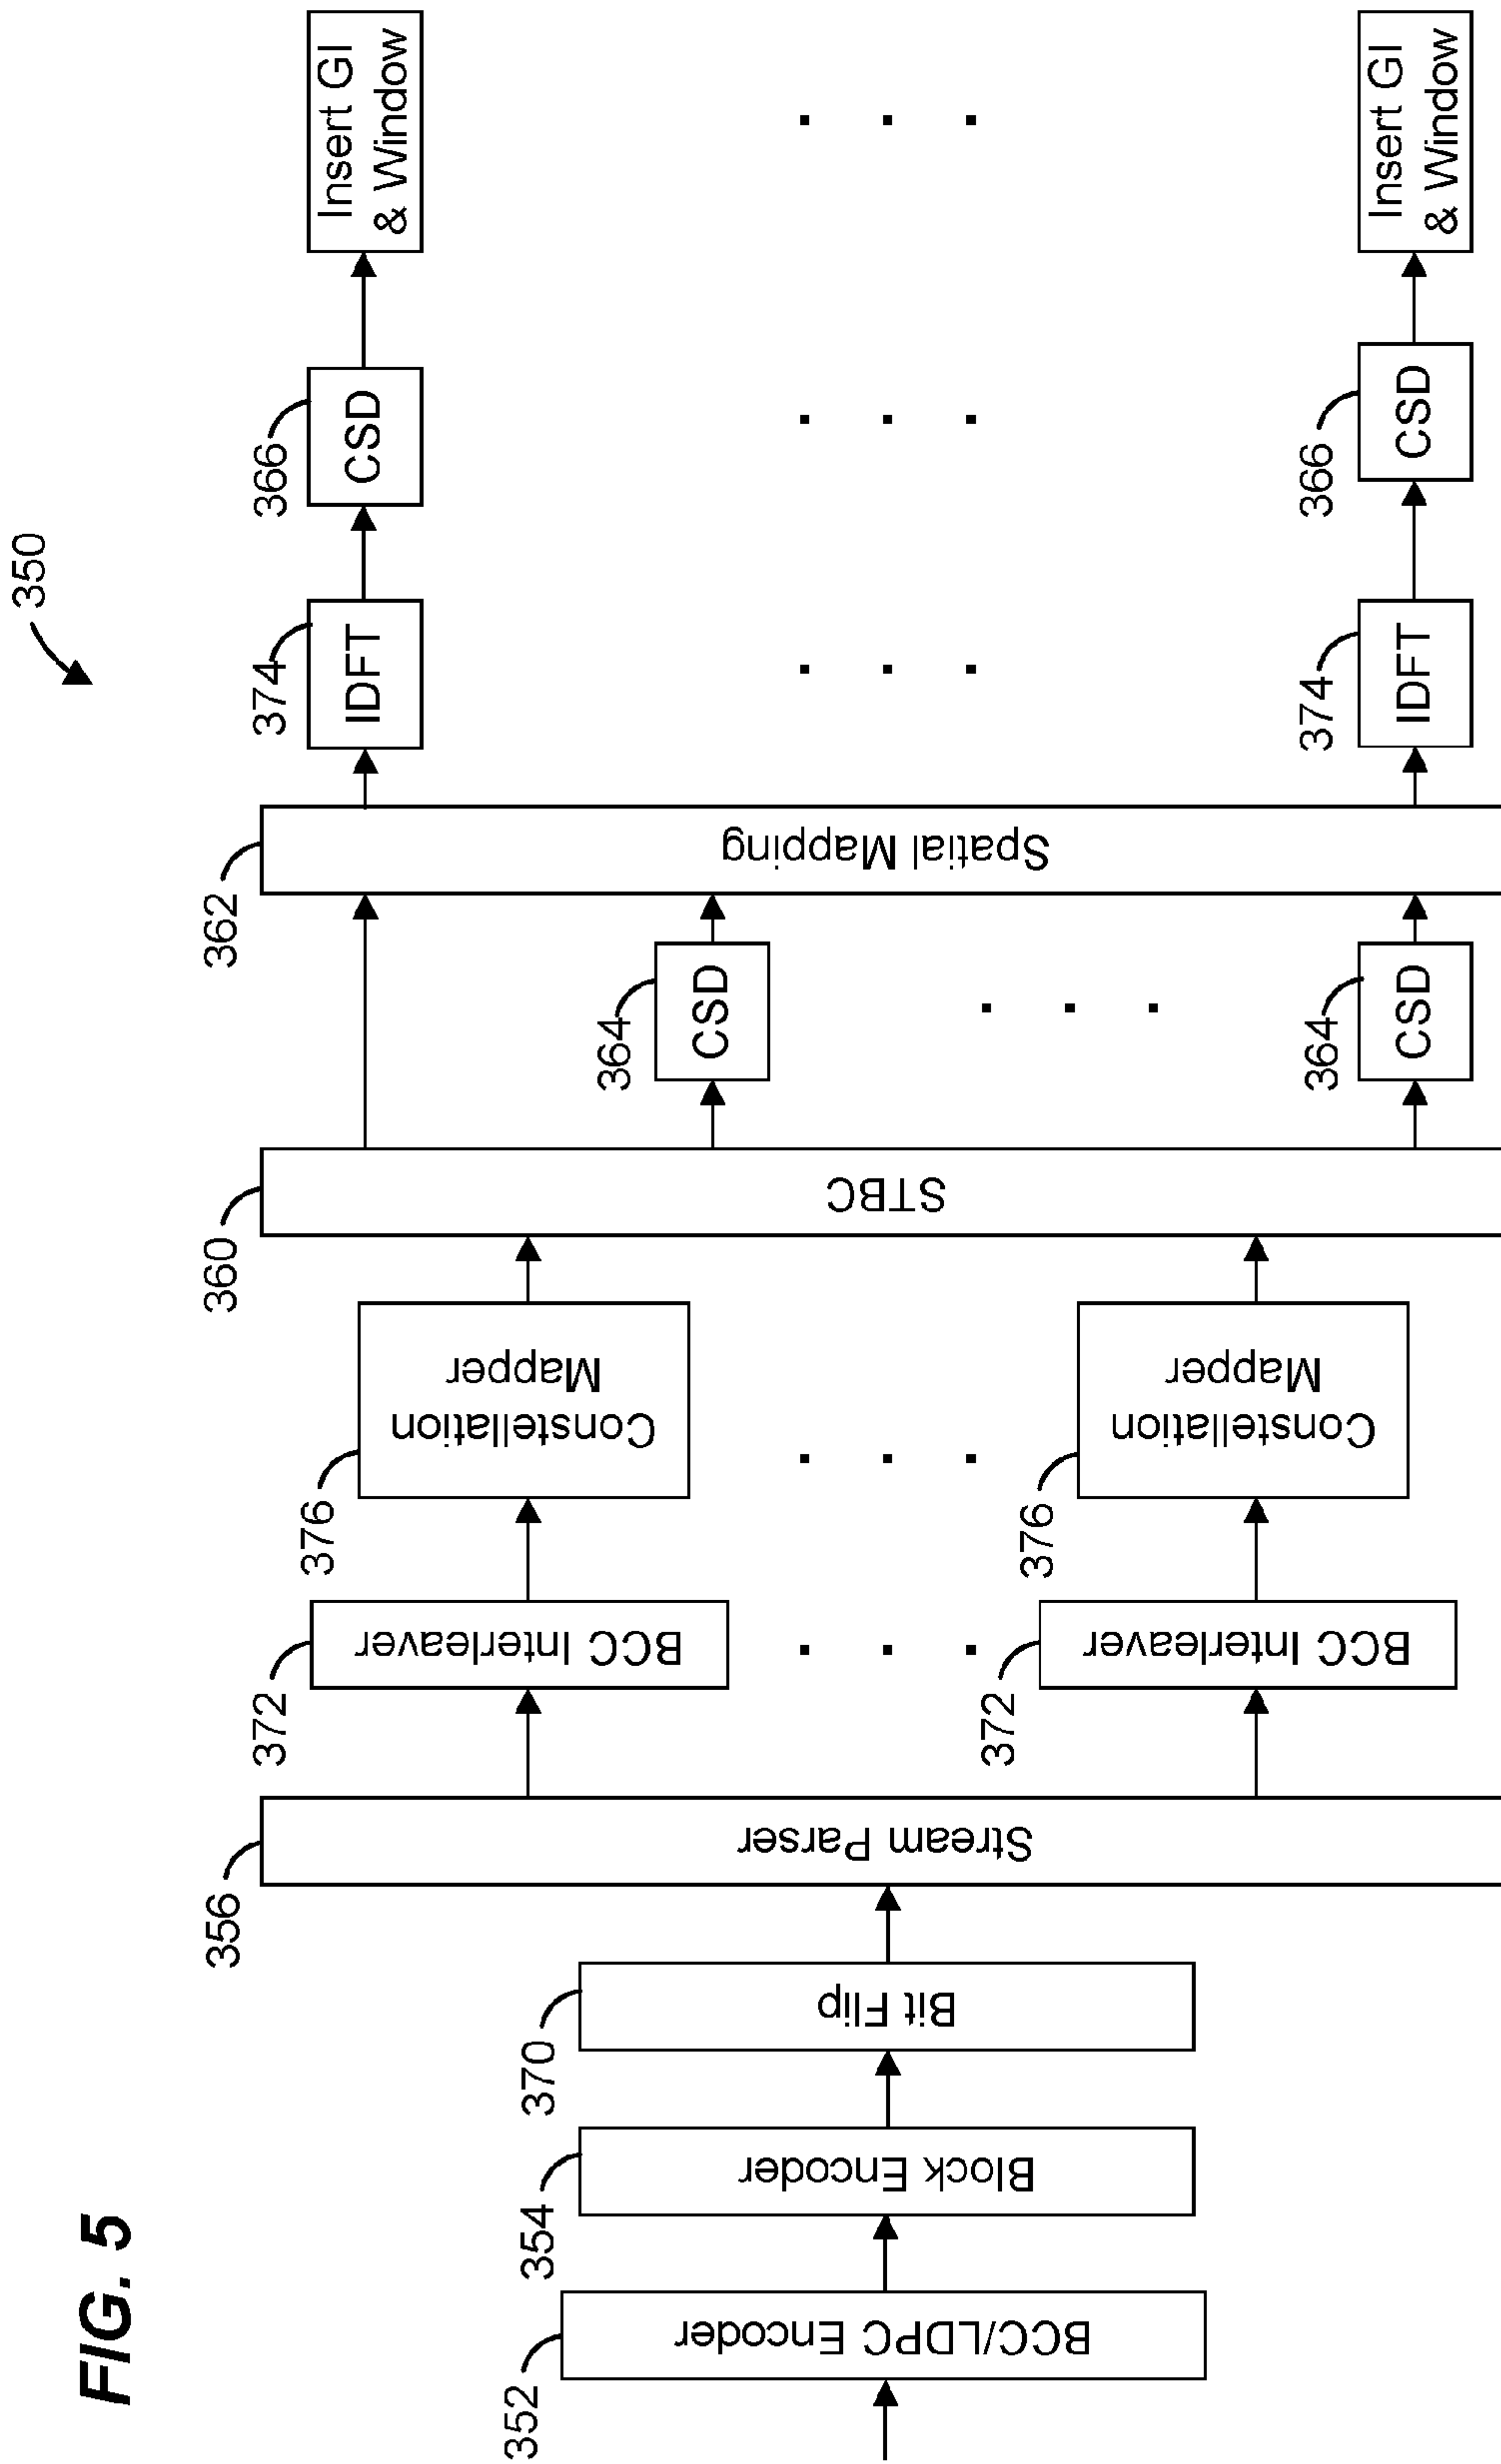 FIG. 5
350
352
BCC/LDPC Encoder
354
Block Encoder
370
Bit Flip
356
Stream Parser
372
BCC Interleaver
372
BCC Interleaver
376
Constellation
Mapper
376
Constellation
Mapper
360
STBC
364
CSD
364
CSD
362
Spatial Mapping
374
IDFT
374
IDFT
366
CSD
366
CSD
Insert GI
& Window
Insert GI
& Window